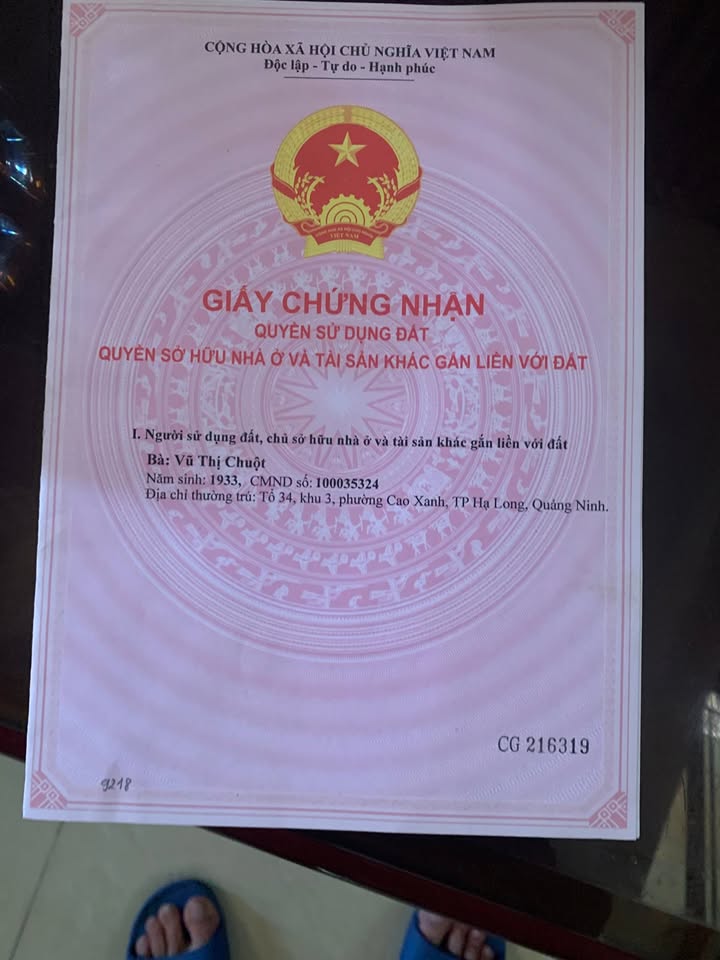 CỘNG HÒA XÃ HỘI CHỦ NGHĨA VIỆT NAM
Độc lập - Tự do - Hạnh phúc
VIỆT NAM
GIẤY CHỨNG NHẬN
QUYỀN SỬ DỤNG ĐẤT
QUYỀN SỞ HỮU NHÀ Ở VÀ TÀI SẢN KHÁC GẮN LIỀN VỚI ĐẤT
I. Người sử dụng đất, chủ sở hữu nhà ở và tài sản khác gắn liền với đất
Bà: Vũ Thị Chuột
Năm sinh: 1933, CMND số: 100035324
Địa chỉ thường trú: Tổ 34, khu 3, phường Cao Xanh, TP Hạ Long, Quảng Ninh.
CG 216319
9218